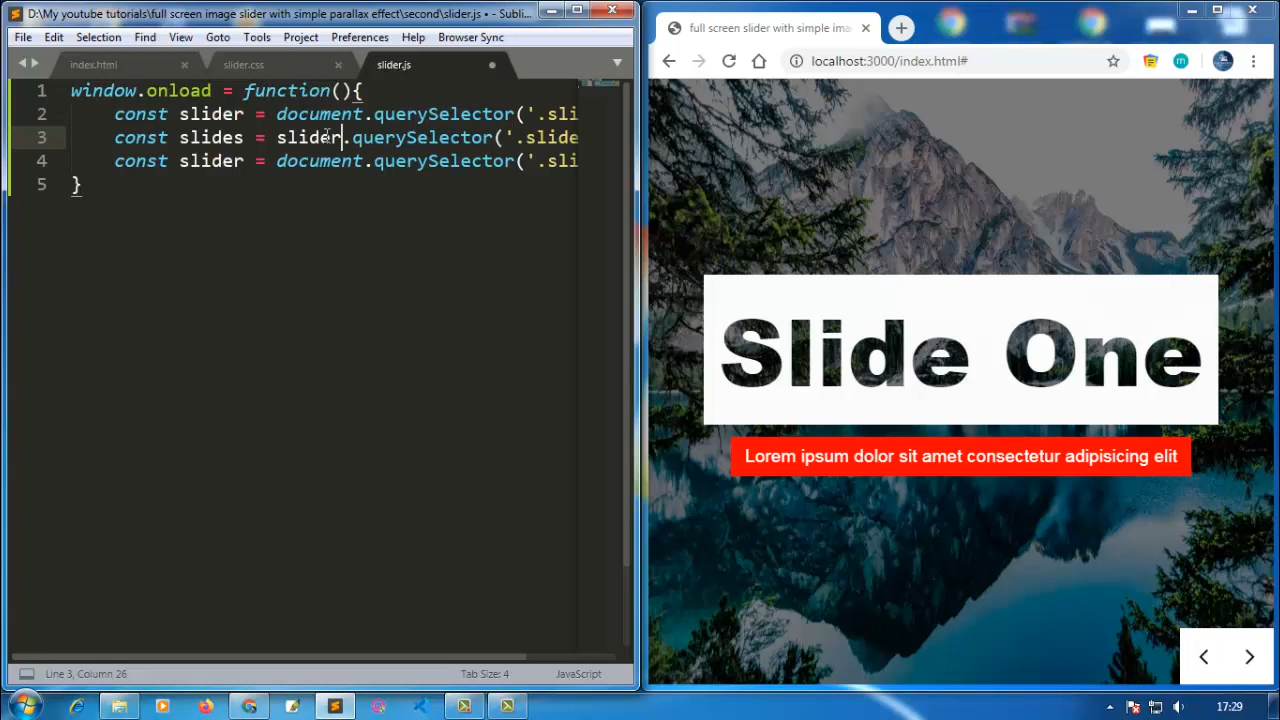 D:\My youtube tutorials\full screen image slider with simple parallax effect\second\slider.js • - Subli...
File Edit Selection Find View Goto Tools Project Preferences Help Browser Sync
index.html × slider.css × slider.js
1 window.onload = function(){
2 const slider = document.querySelector('.sli
3 const slides = slider.querySelector('.slide
4 const slider = document.querySelector('.sli
5 }
Line 3, Column 26 Tab Size: 4 JavaScript
full screen slider with simple ima ×
localhost:3000/index.html#
m
Slide One
Lorem ipsum dolor sit amet consectetur adipisicing elit
17:29